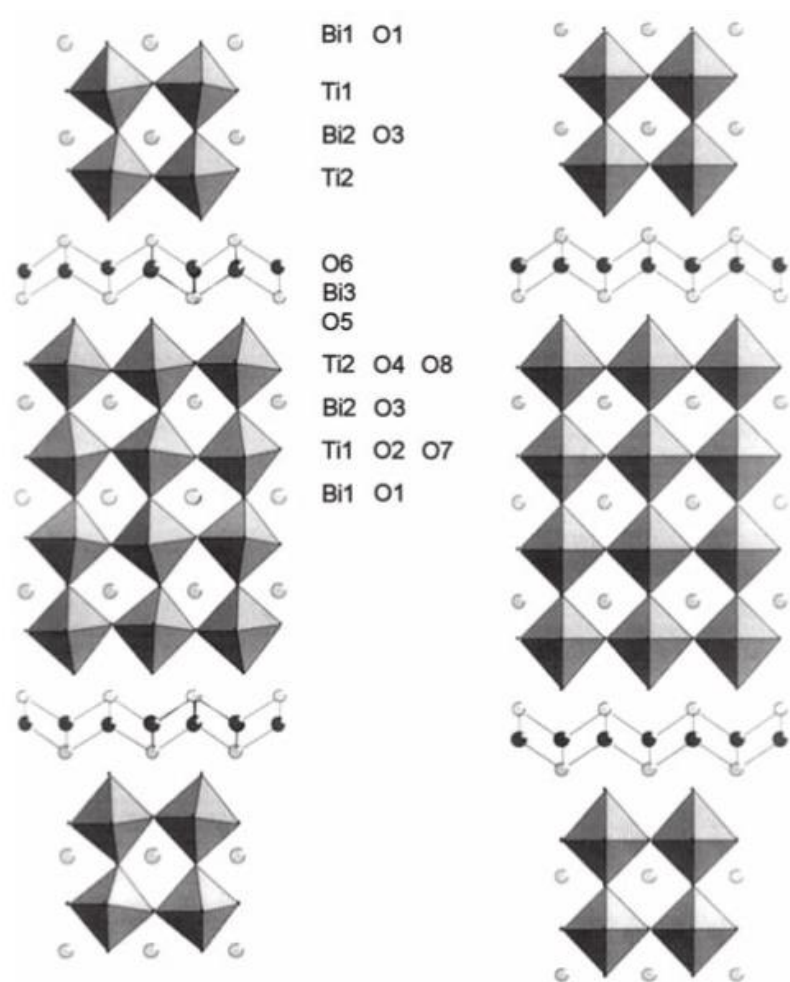 Bi1 O1
Ti1
Bi2 O3
Ti2
O6
Bi3
O5
Ti2 O4 O8
Bi2 O3
Ti1 O2 O7
Bi1 O1